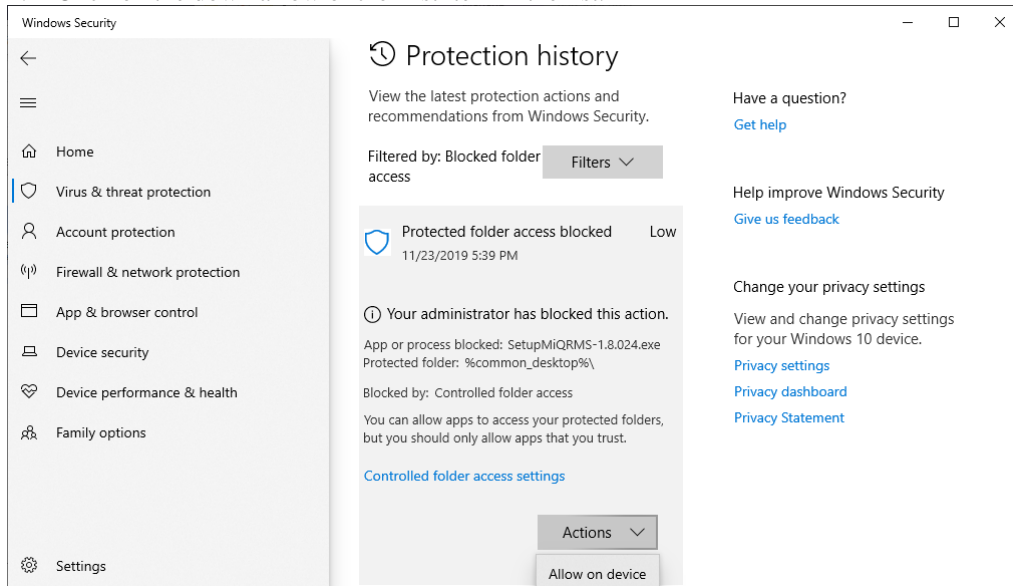 Windows Security
Home
Virus & threat protection
Account protection
Firewall & network protection
App & browser control
Device security
Device performance & health
Family options
Settings
Protection history
View the latest protection actions and
recommendations from Windows Security.
Filtered by: Blocked folder
access
Filters
Protected folder access blocked Low
11/23/2019 5:39 PM
Your administrator has blocked this action.
App or process blocked: SetupMiQRMS-1.8.024.exe
Protected folder: %common_desktop%\
Blocked by: Controlled folder access
You can allow apps to access your protected folders,
but you should only allow apps that you trust.
Controlled folder access settings
Actions
Allow on device
Have a question?
Get help
Help improve Windows Security
Give us feedback
Change your privacy settings
View and change privacy settings
for your Windows 10 device.
Privacy settings
Privacy dashboard
Privacy Statement